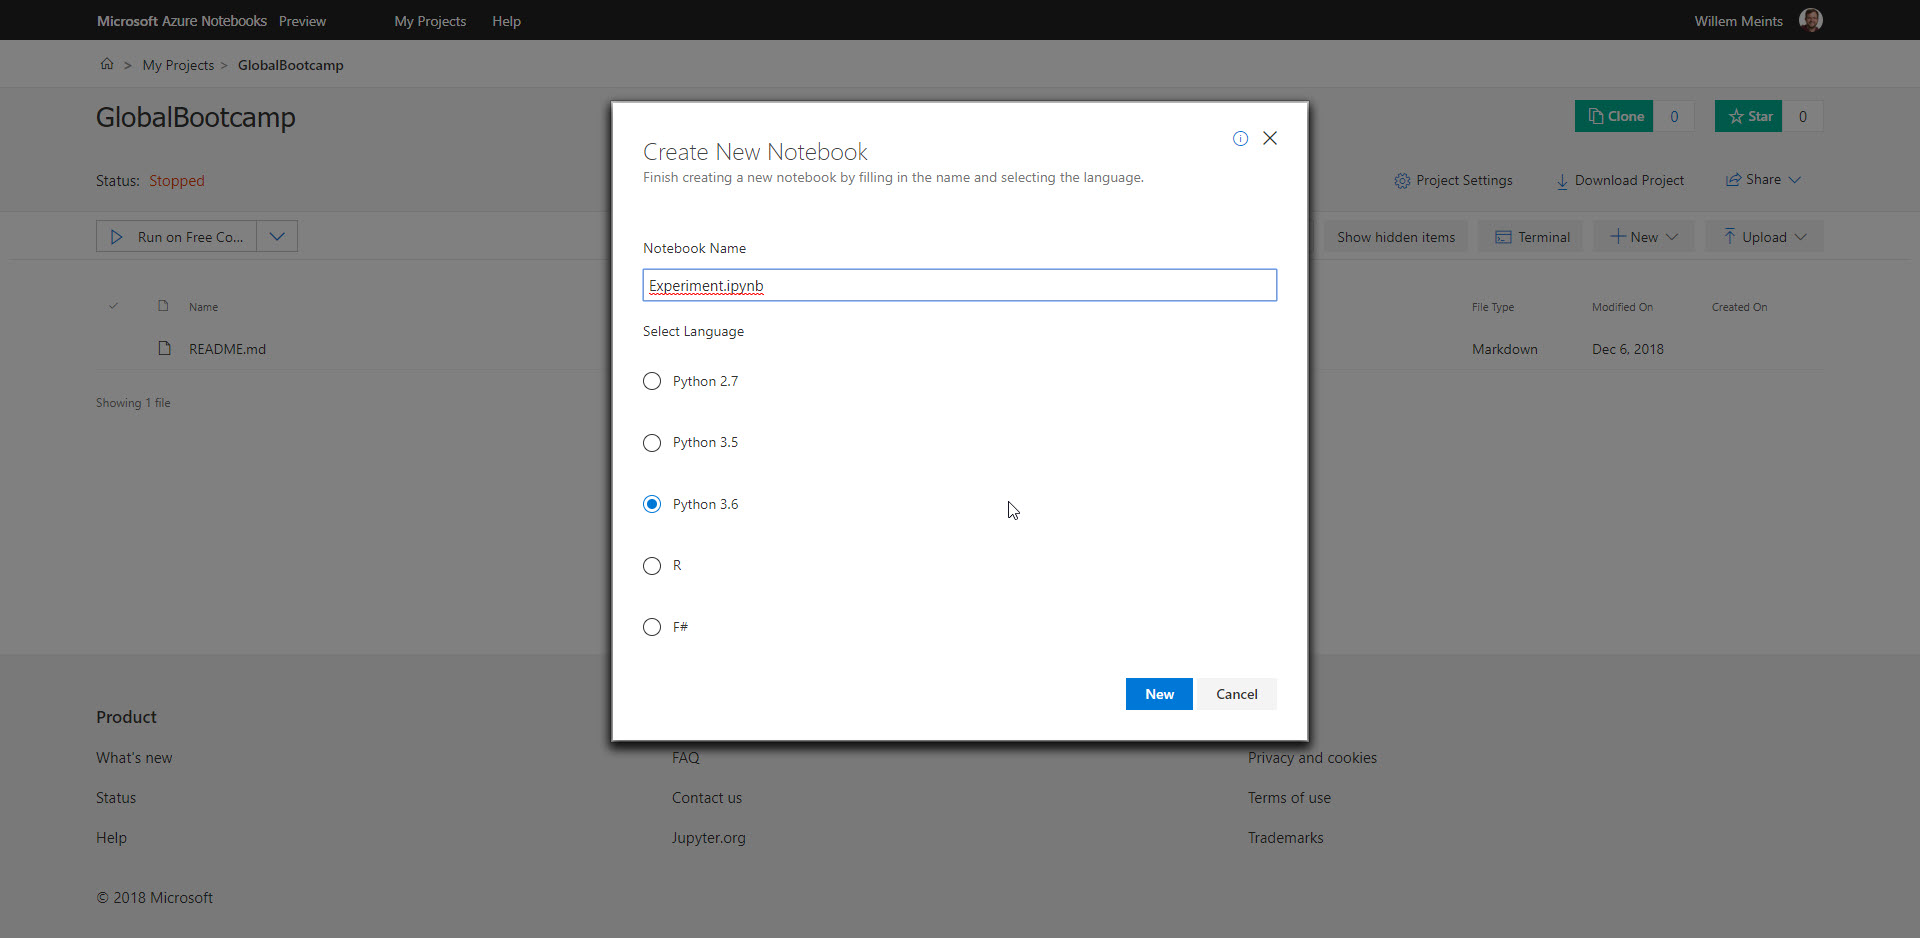 Microsoft Azure Notebooks Preview My Projects Help Willem Meints
> My Projects > GlobalBootcamp
GlobalBootcamp
Clone 0 Star 0
Status: Stopped
Project Settings Download Project Share
Run on Free Co...
Show hidden items Terminal New Upload
Name File Type Modified On Created On
README.md Markdown Dec 6, 2018
Showing 1 file
Create New Notebook
Finish creating a new notebook by filling in the name and selecting the language.
Notebook Name
Experiment.ipynb
Select Language
Python 2.7
Python 3.5
Python 3.6
R
F#
New Cancel
Product
What's new FAQ Privacy and cookies
Status Contact us Terms of use
Help Jupyter.org Trademarks
© 2018 Microsoft